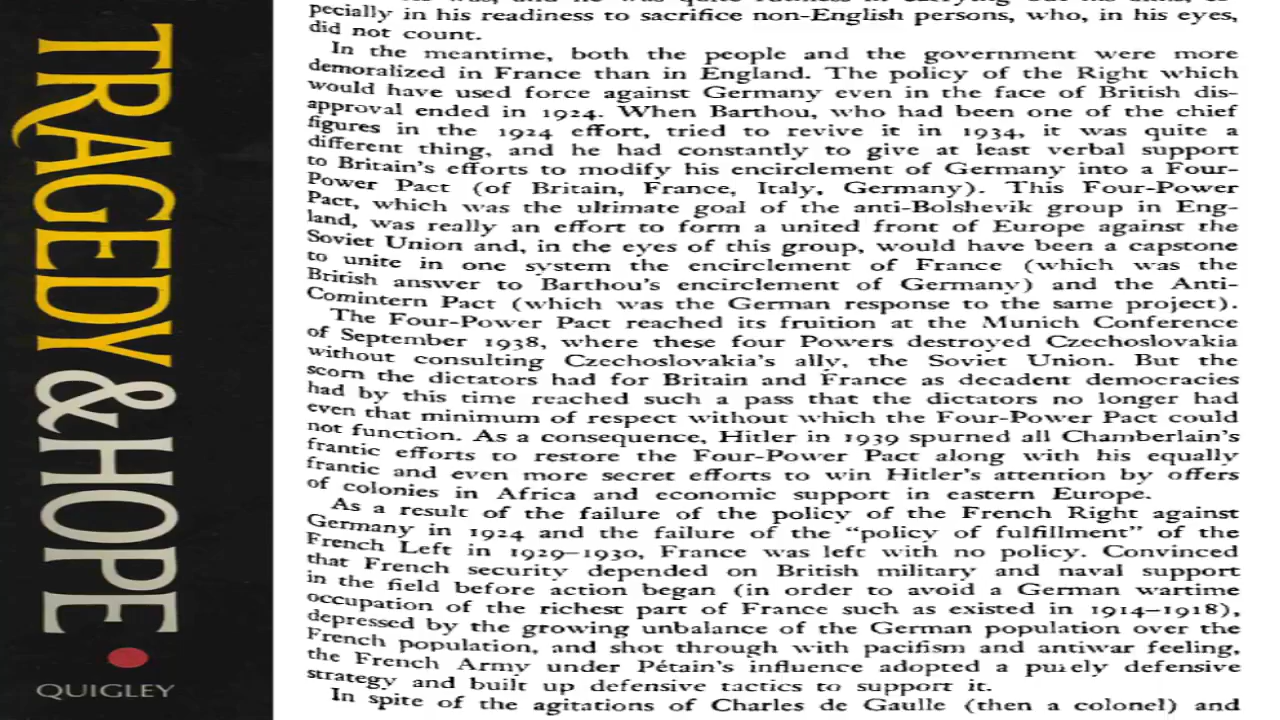 TRAGEDY & HOPE
QUIGLEY
pecially in his readiness to sacrifice non-English persons, who, in his eyes,
did not count.
In the meantime, both the people and the government were more
demoralized in France than in England. The policy of the Right which
would have used force against Germany even in the face of British dis-
approval ended in 1924. When Barthou, who had been one of the chief
figures in the 1924 effort, tried to revive it in 1934, it was quite a
different thing, and he had constantly to give at least verbal support
to Britain's efforts to modify his encirclement of Germany into a Four-
Power Pact (of Britain, France, Italy, Germany). This Four-Power
Pact, which was the ultimate goal of the anti-Bolshevik group in Eng-
land, was really an effort to form a united front of Europe against the
Soviet Union and, in the eyes of this group, would have been a capstone
to unite in one system the encirclement of France (which was the
British answer to Barthou's encirclement of Germany) and the Anti-
Comintern Pact (which was the German response to the same project).
The Four-Power Pact reached its fruition at the Munich Conference
of September 1938, where these four Powers destroyed Czechoslovakia
without consulting Czechoslovakia's ally, the Soviet Union. But the
scorn the dictators had for Britain and France as decadent democracies
had by this time reached such a pass that the dictators no longer had
even that minimum of respect without which the Four-Power Pact could
not function. As a consequence, Hitler in 1939 spurned all Chamberlain's
frantic efforts to restore the Four-Power Pact along with his equally
frantic and even more secret efforts to win Hitler's attention by offers
of colonies in Africa and economic support in eastern Europe.
As a result of the failure of the policy of the French Right against
Germany in 1924 and the failure of the "policy of fulfillment" of the
French Left in 1929–1930, France was left with no policy. Convinced
that French security depended on British military and naval support
in the field before action began (in order to avoid a German wartime
occupation of the richest part of France such as existed in 1914–1918),
depressed by the growing unbalance of the German population over the
French population, and shot through with pacifism and antiwar feeling,
the French Army under Pétain's influence adopted a purely defensive
strategy and built up defensive tactics to support it.
In spite of the agitations of Charles de Gaulle (then a colonel) and